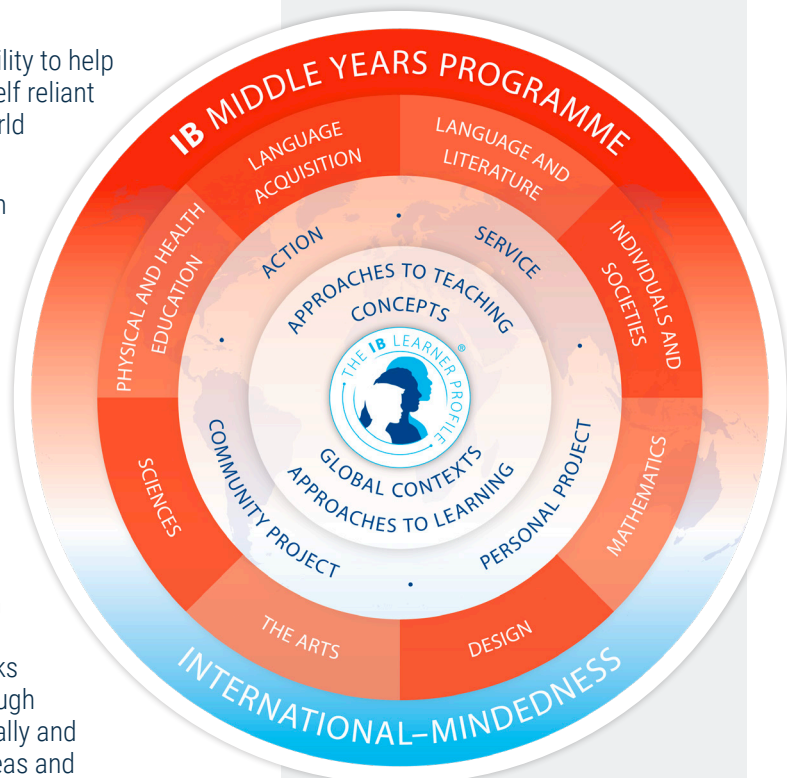 ility to help
elf reliant
rld
n
ks
ugh
ally and
eas and
IB MIDDLE YEARS PROGRAMME
LANGUAGE
ACQUISITION
LANGUAGE AND
LITERATURE
PHYSICAL AND HEALTH
EDUCATION
INDIVIDUALS AND
SOCIETIES
SCIENCES
MATHEMATICS
THE ARTS
DESIGN
ACTION
SERVICE
COMMUNITY PROJECT
PERSONAL PROJECT
APPROACHES TO TEACHING
CONCEPTS
THE IB LEARNER PROFILE ®
GLOBAL CONTEXTS
APPROACHES TO LEARNING
INTERNATIONAL–MINDEDNESS